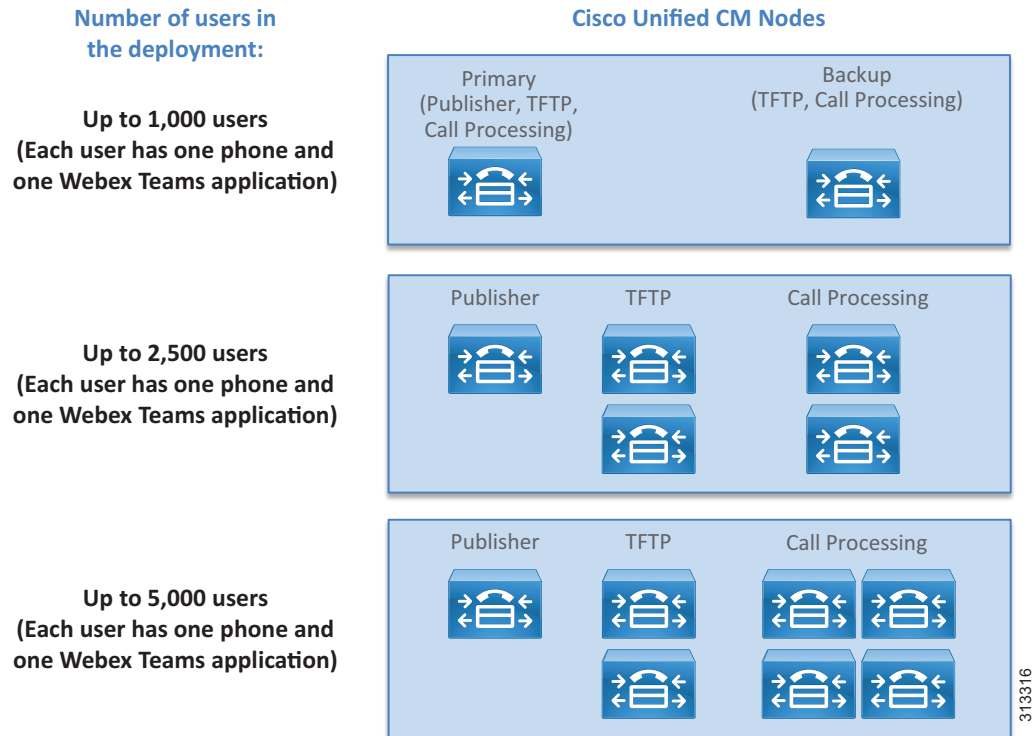 Number of users in
the deployment:
Cisco Unified CM Nodes
Up to 1,000 users
(Each user has one phone and
one Webex Teams application)
Primary
(Publisher, TFTP,
Call Processing)
Backup
(TFTP, Call Processing)
Up to 2,500 users
(Each user has one phone and
one Webex Teams application)
Publisher
TFTP
Call Processing
Up to 5,000 users
(Each user has one phone and
one Webex Teams application)
Publisher
TFTP
Call Processing
313316